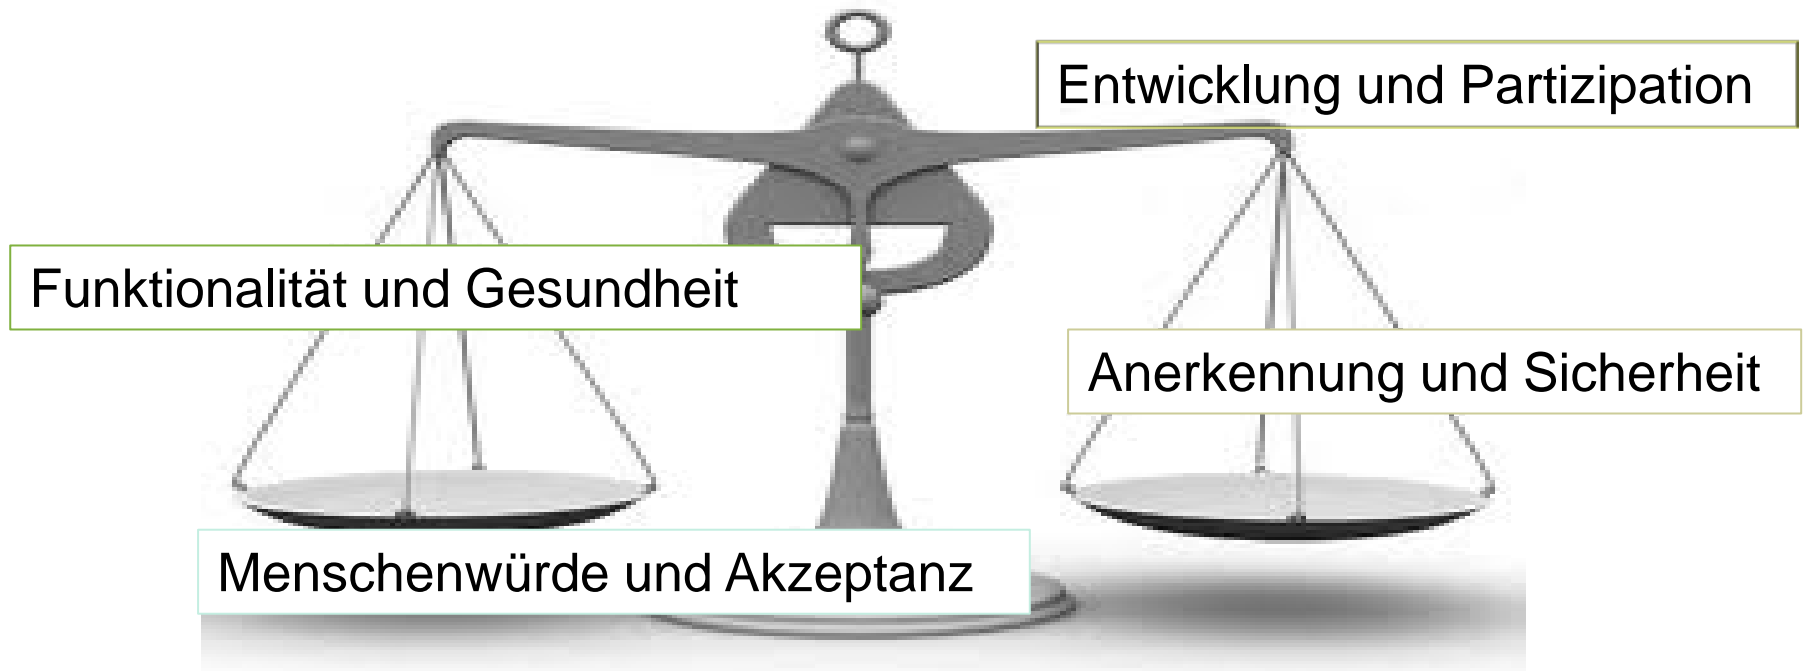 Entwicklung und Partizipation
Funktionalität und Gesundheit
Anerkennung und Sicherheit
Menschenwürde und Akzeptanz